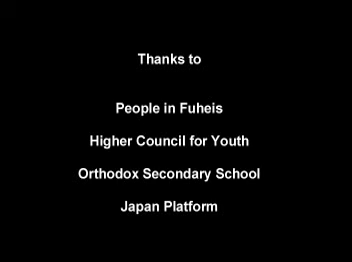 Thanks to
People in Fuheis
Higher Council for Youth
Orthodox Secondary School
Japan Platform